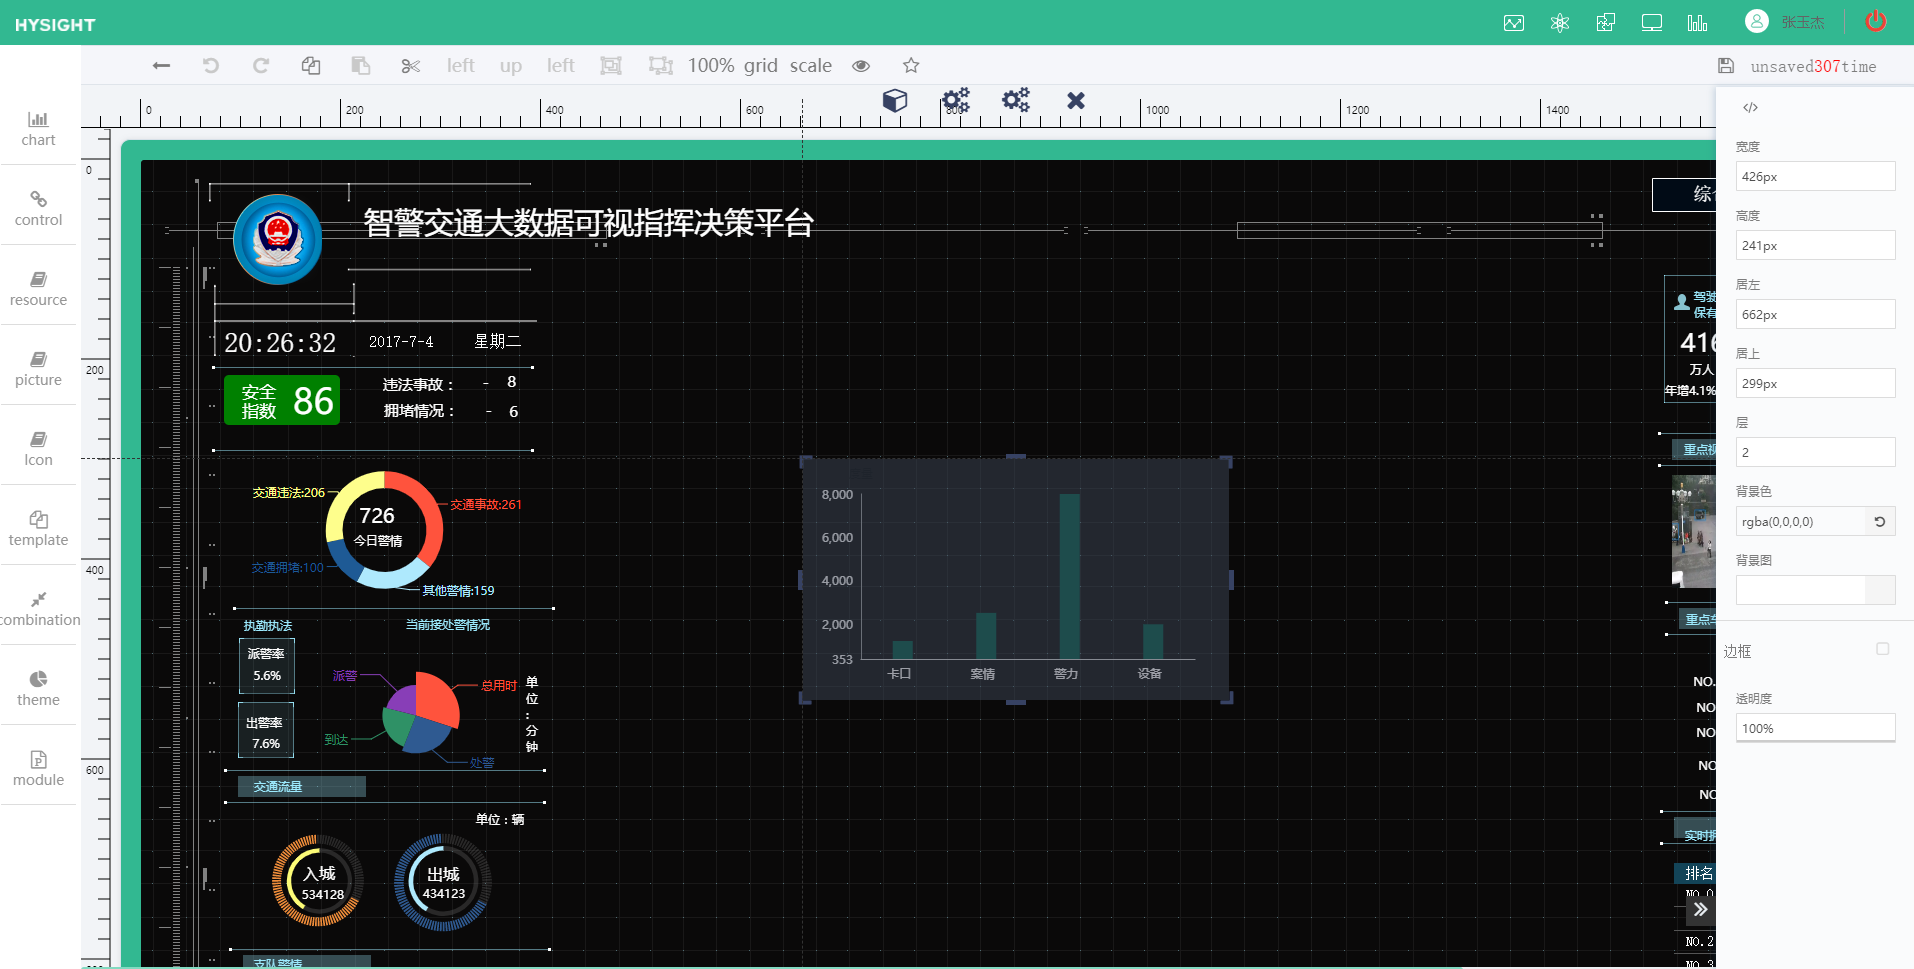 HYSIGHT
张玉杰
left up left 100% grid scale
unsaved307time
chart
control
resource
picture
Icon
template
combination
theme
module
0 200 400 600 800 1000 1200 1400
0
200
400
600
智警交通大数据可视指挥决策平台
20:26:32 2017-7-4 星期二
安全
指数
86
违法事故： - 8
拥堵情况： - 6
交通违法:206
交通事故:261
726
今日警情
交通拥堵:100
其他警情:159
执勤执法
当前接处警情况
派警率
5.6%
出警率
7.6%
派警
总用时
到达
处警
单位:分钟
交通流量
单位：辆
入城
534128
出城
434123
支队警情
8,000
6,000
4,000
2,000
353
卡口 案情 警力 设备
综合
驾驶
保有
416
万人
年增4.1%
重点视
重点车
NO.
NO
NO
NO
NO
实时拥
排名
NO.0
NO.2
NO.3
</>
宽度
426px
高度
241px
居左
662px
居上
299px
层
2
背景色
rgba(0,0,0,0)
背景图
边框
透明度
100%